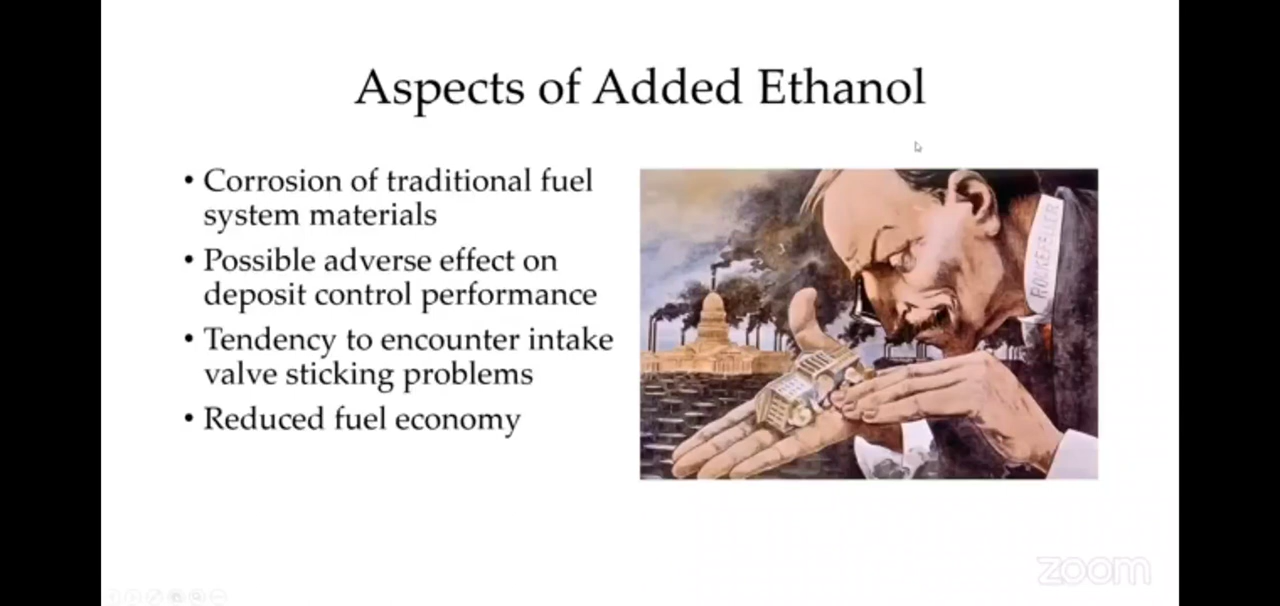 Aspects of Added Ethanol
• Corrosion of traditional fuel
system materials
• Possible adverse effect on
deposit control performance
• Tendency to encounter intake
valve sticking problems
• Reduced fuel economy
ROCKEFELLER
zoom